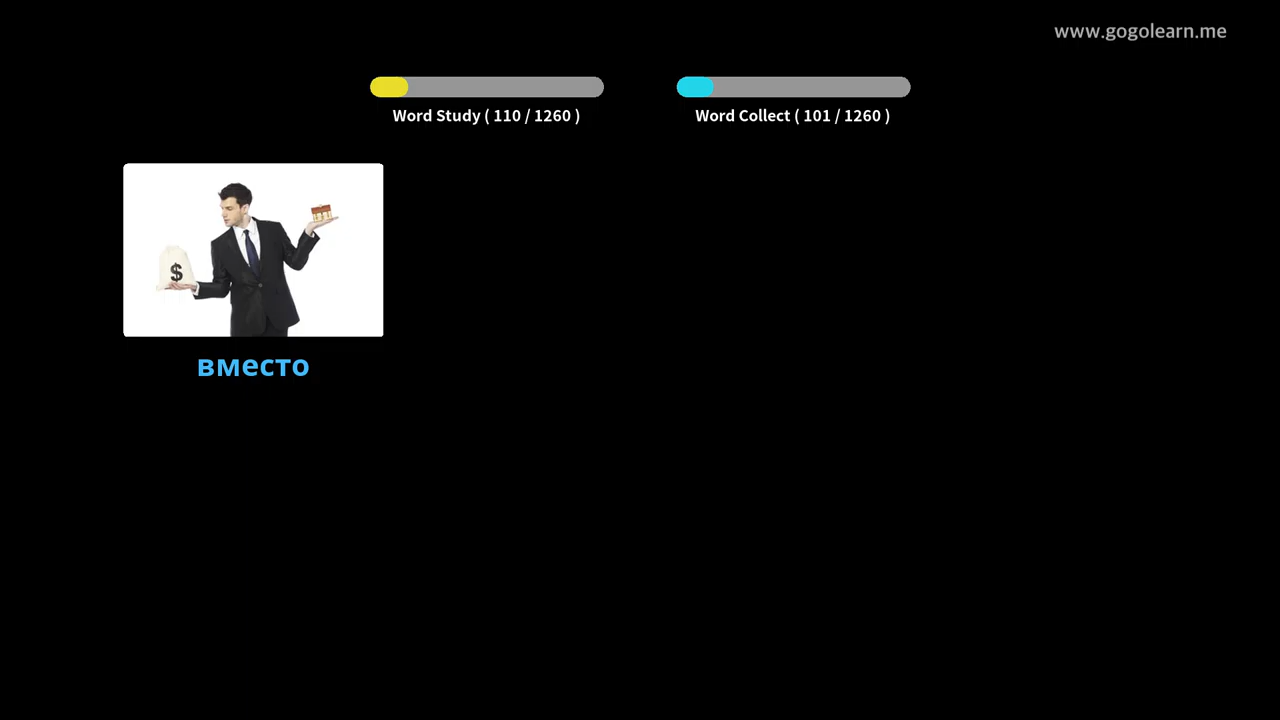 www.gogolearn.me
Word Study ( 110 / 1260 )
Word Collect ( 101 / 1260 )
$
вместо